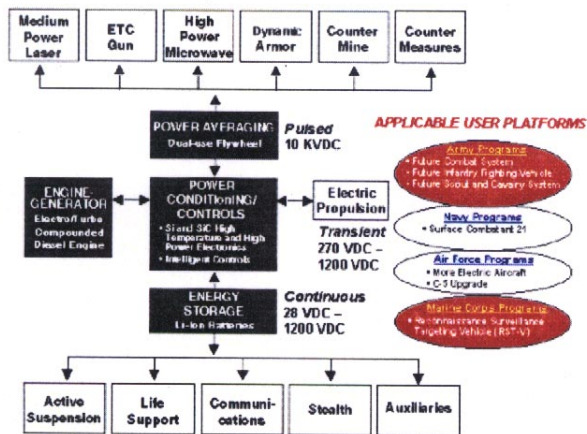 Medium
Power
Laser
ETC
Gun
High
Power
Microwave
Dynamic
Armor
Counter
Mine
Counter
Measures
POWER AVERAGING
Dual-use Flywheel
Pulsed
10 KVDC
APPLICABLE USER PLATFORMS
Army Programs
• Future Combat System
• Future Infantry Fighting Vehicle
• Future Scout and Cavalry System
ENGINE-
GENERATOR
Electro/Turbo
Compounded
Diesel Engine
POWER
CONDITIONING/
CONTROLS
• Si and SiC High
Temperature and High
Power Electronics
• Intelligent Controls
Electric
Propulsion
Transient
270 VDC –
1200 VDC
Navy Programs
• Surface Combatant 21
Air Force Programs
• More Electric Aircraft
• C-5 Upgrade
ENERGY
STORAGE
Li-Ion Batteries
Continuous
28 VDC –
1200 VDC
Marine Corps Programs
• Reconnaissance Surveillance
Targeting Vehicle (RST-V)
Active
Suspension
Life
Support
Communi-
cations
Stealth
Auxiliaries